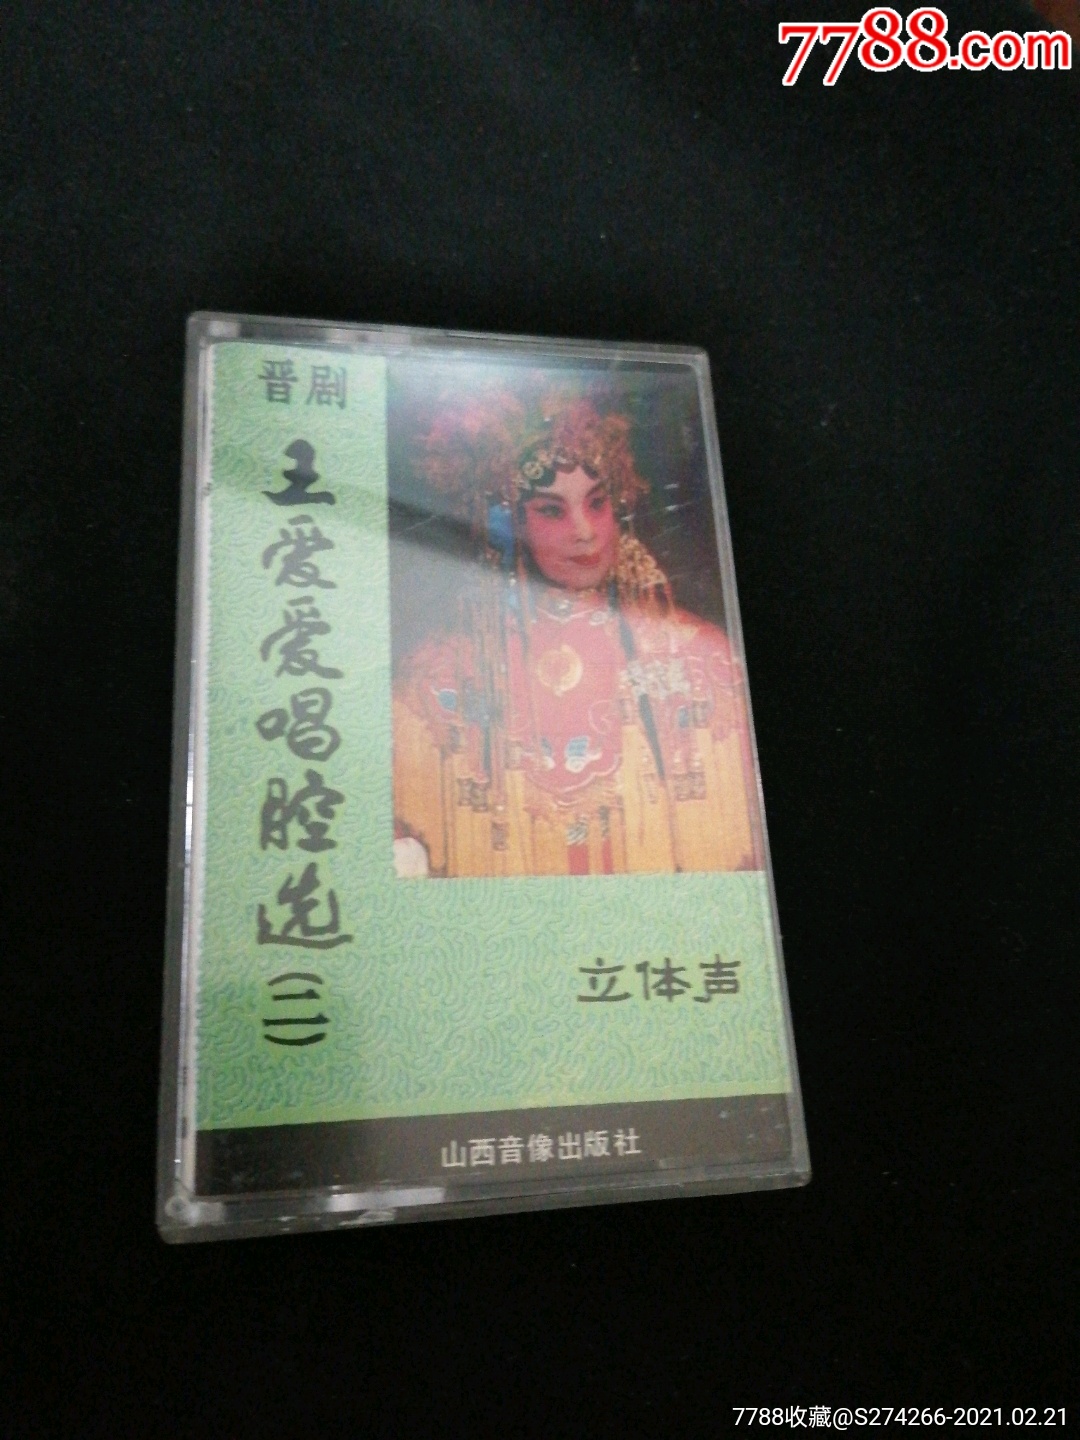 7788.com
晋剧
王爱爱唱腔选(二)
立体声
山西音像出版社
7788收藏@S274266-2021.02.21